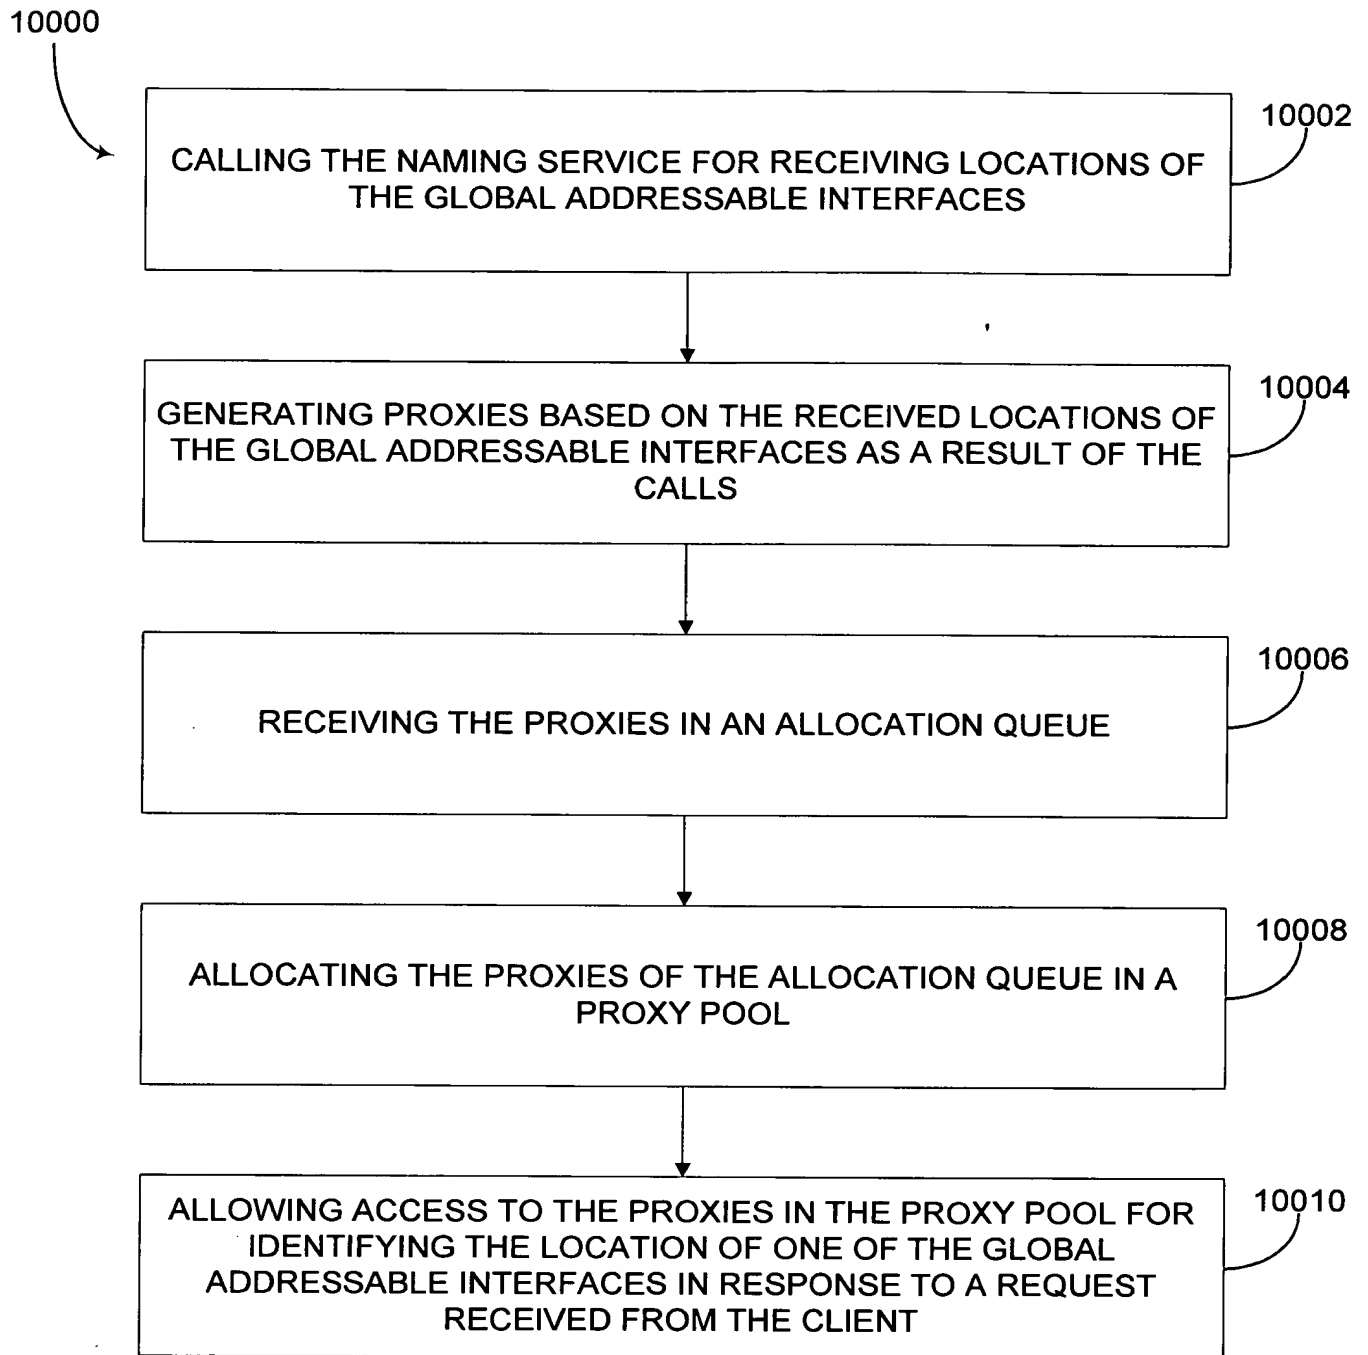 10000
10002
CALLING THE NAMING SERVICE FOR RECEIVING LOCATIONS OF
THE GLOBAL ADDRESSABLE INTERFACES
10004
GENERATING PROXIES BASED ON THE RECEIVED LOCATIONS OF
THE GLOBAL ADDRESSABLE INTERFACES AS A RESULT OF THE
CALLS
10006
RECEIVING THE PROXIES IN AN ALLOCATION QUEUE
10008
ALLOCATING THE PROXIES OF THE ALLOCATION QUEUE IN A
PROXY POOL
10010
ALLOWING ACCESS TO THE PROXIES IN THE PROXY POOL FOR
IDENTIFYING THE LOCATION OF ONE OF THE GLOBAL
ADDRESSABLE INTERFACES IN RESPONSE TO A REQUEST
RECEIVED FROM THE CLIENT